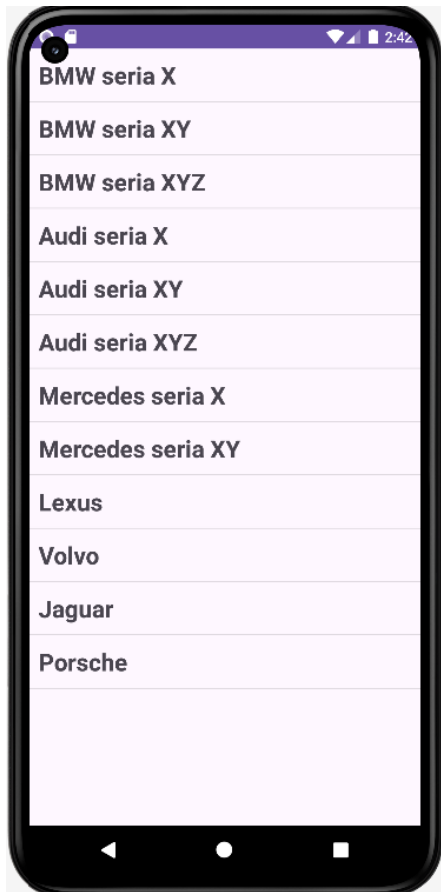 2:42
BMW seria X
BMW seria XY
BMW seria XYZ
Audi seria X
Audi seria XY
Audi seria XYZ
Mercedes seria X
Mercedes seria XY
Lexus
Volvo
Jaguar
Porsche